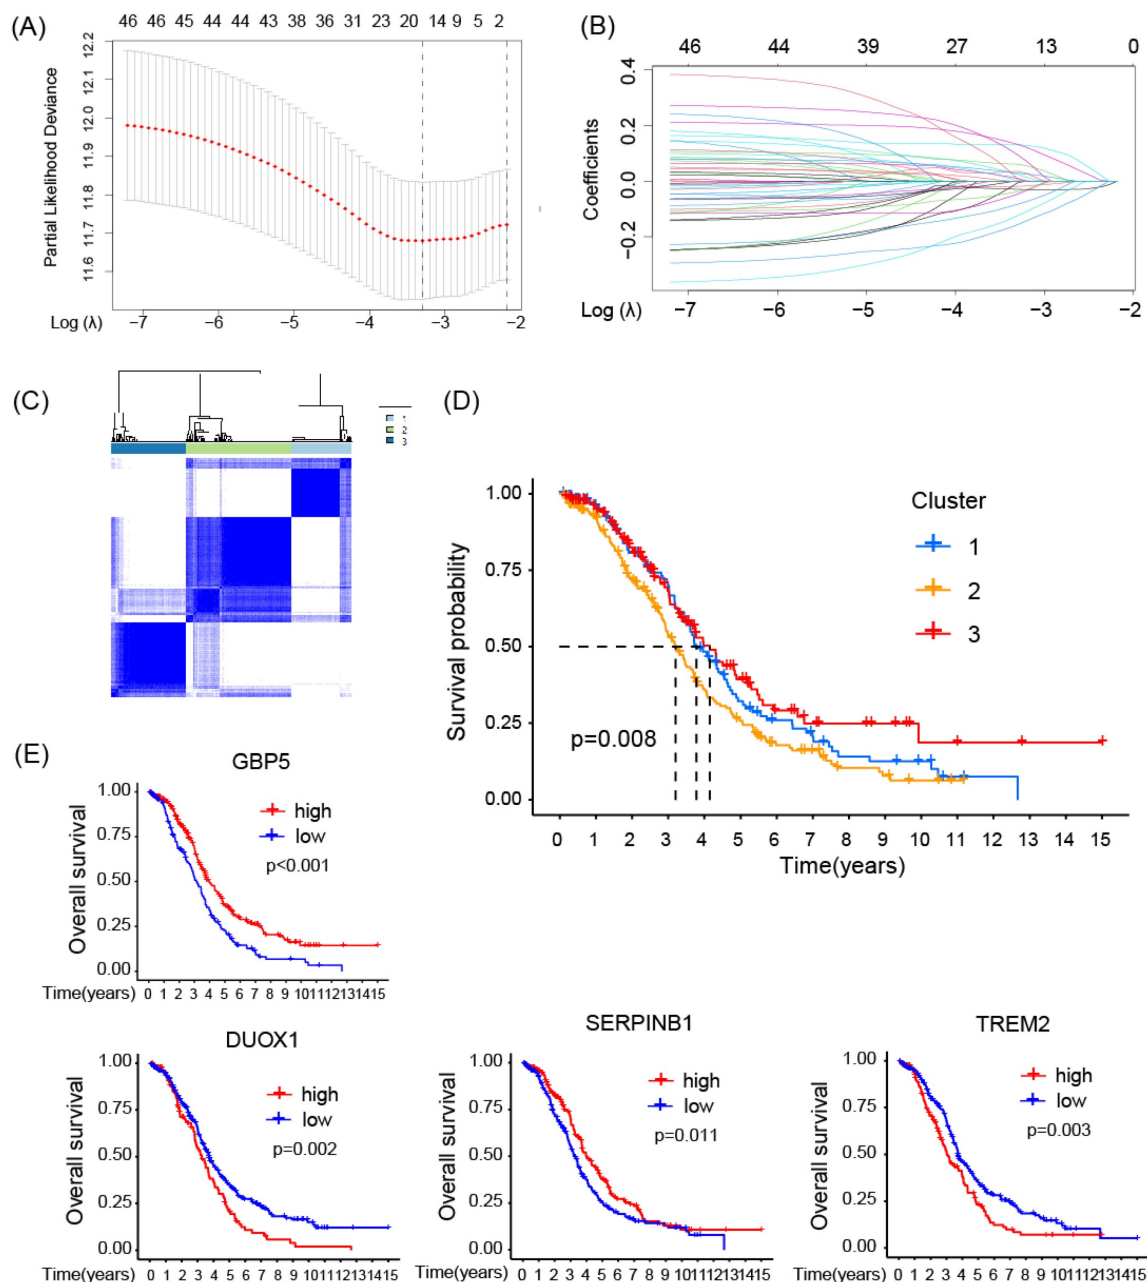 (A)
46 46 45 44 44 43 38 36 31 23 20 14 9 5 2
Partial Likelihood Deviance
12.2
12.1
12.0
11.9
11.8
11.7
11.6
Log (λ) −7 −6 −5 −4 −3 −2
(B)
46 44 39 27 13 0
Coefficients
0.4
0.2
0.0
−0.2
Log (λ) −7 −6 −5 −4 −3 −2
(C)
1
2
3
(D)
Survival probability
1.00
0.75
0.50
0.25
0.00
Cluster
1
2
3
p=0.008
0 1 2 3 4 5 6 7 8 9 10 11 12 13 14 15
Time(years)
(E)
GBP5
Overall survival
1.00
0.75
0.50
0.25
0.00
high
low
p<0.001
Time(years) 0 1 2 3 4 5 6 7 8 9 10 11 12 13 14 15
DUOX1
Overall survival
1.00
0.75
0.50
0.25
0.00
high
low
p=0.002
Time(years) 0 1 2 3 4 5 6 7 8 9 10 11 12 13 14 15
SERPINB1
Overall survival
1.00
0.75
0.50
0.25
0.00
high
low
p=0.011
Time(years) 0 1 2 3 4 5 6 7 8 9 10 11 12 13 14 15
TREM2
Overall survival
1.00
0.75
0.50
0.25
0.00
high
low
p=0.003
Time(years) 0 1 2 3 4 5 6 7 8 9 10 11 12 13 14 15